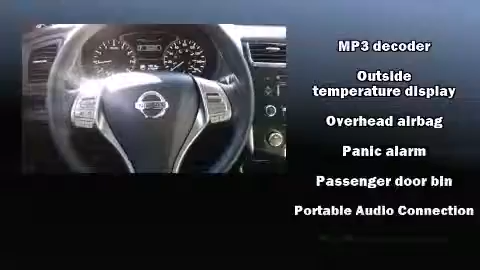 MP3 decoder
Outside
temperature display
Overhead airbag
Panic alarm
Passenger door bin
Portable Audio Connection